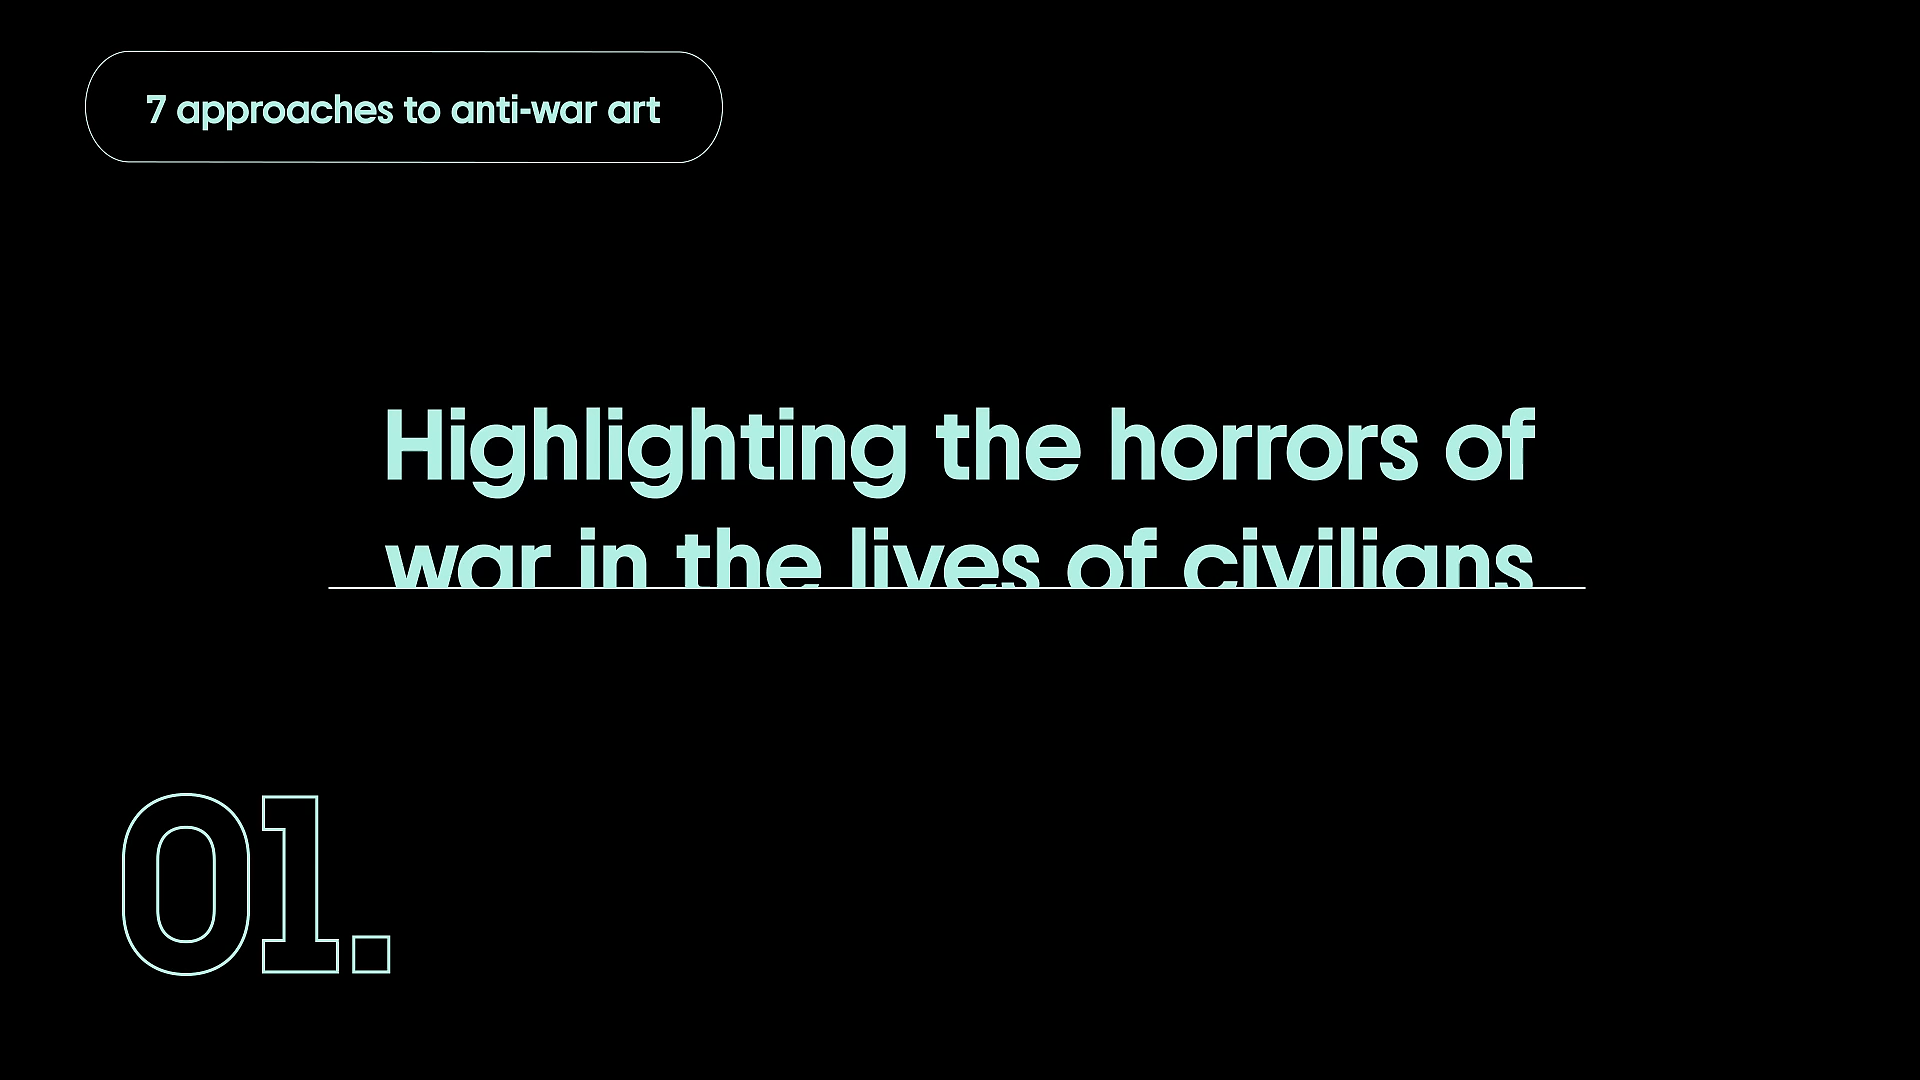 7 approaches to anti-war art
Highlighting the horrors of
war in the lives of civilians
01.